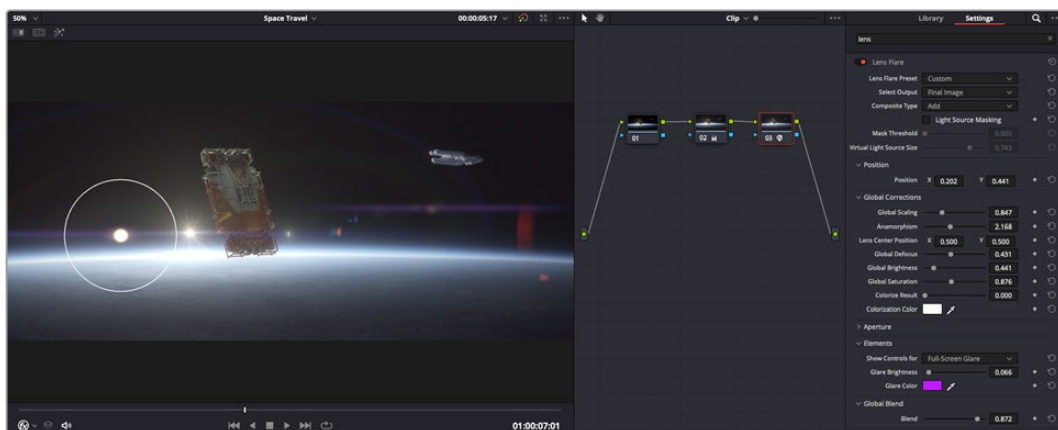 50%
Space Travel
00:00:05:17
Clip
Library
Settings
lens
Lens Flare
Lens Flare Preset Custom
Select Output Final Image
Composite Type Add
Light Source Masking
Mask Threshold 0.000
Virtual Light Source Size 0.743
Position
Position X 0.202 Y 0.441
Global Corrections
Global Scaling 0.847
Anamorphism 2.168
Lens Center Position X 0.500 Y 0.500
Global Defocus 0.431
Global Brightness 0.441
Global Saturation 0.876
Colorize Result 0.000
Colorization Color
Aperture
Elements
Show Controls for Full-Screen Glare
Glare Brightness 0.066
Glare Color
Global Blend
Blend 0.872
01
02
03
01:00:07:01